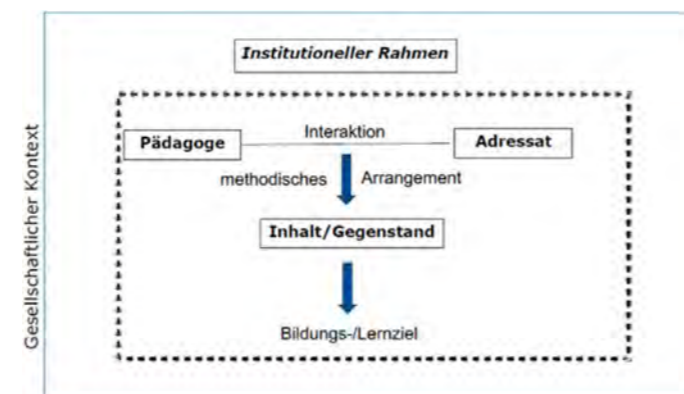 Institutioneller Rahmen
Interaktion
Pädagoge
Adressat
methodisches Arrangement
Inhalt/Gegenstand
Bildungs-/Lernziel
Gesellschaftlicher Kontext